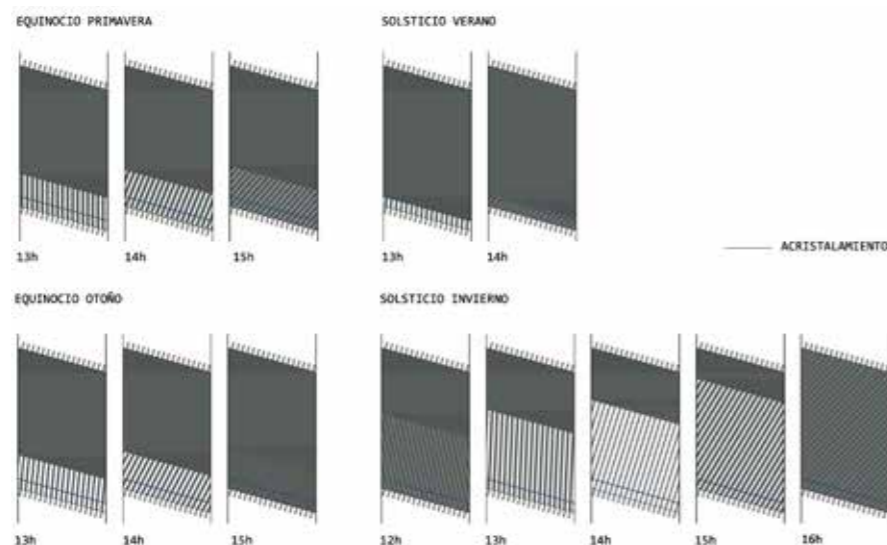 EQUINOCIO PRIMAVERA
SOLSTICIO VERANO
13h
14h
15h
13h
14h
ACRISTALAMIENTO
EQUINOCIO OTOÑO
SOLSTICIO INVIERNO
13h
14h
15h
12h
13h
14h
15h
16h